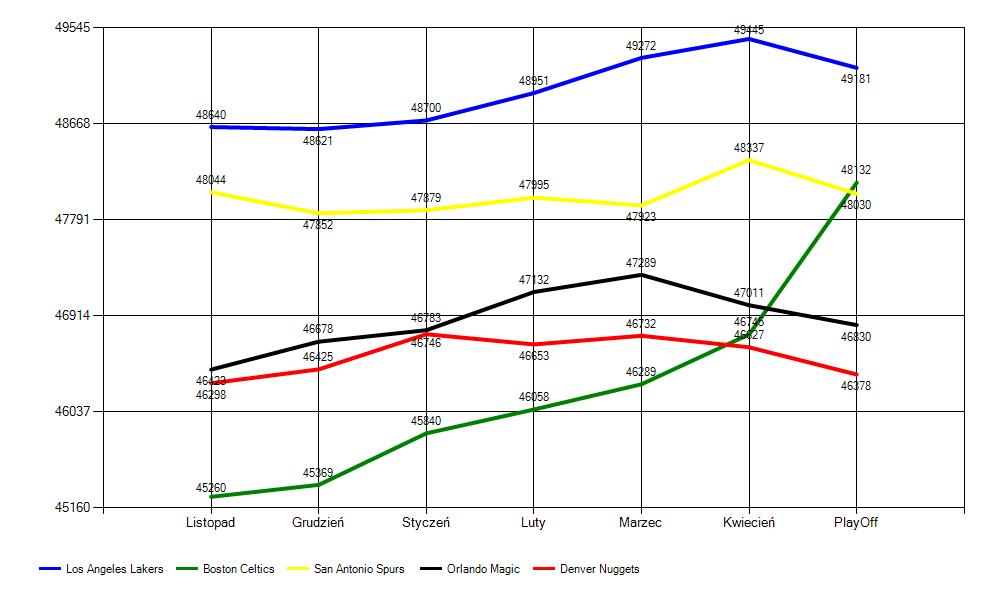 49545
48668
47791
46914
46037
45160
48640 48621 48700 48951 49272 49445 49181
48044 47852 47879 47995 47923 48337 48030
46423 46678 46783 47132 47289 47011 46830
46298 46425 46746 46653 46732 46627 46378
45260 45369 45840 46058 46289 48132
Listopad Grudzień Styczeń Luty Marzec Kwiecień PlayOff
Los Angeles Lakers Boston Celtics San Antonio Spurs Orlando Magic Denver Nuggets